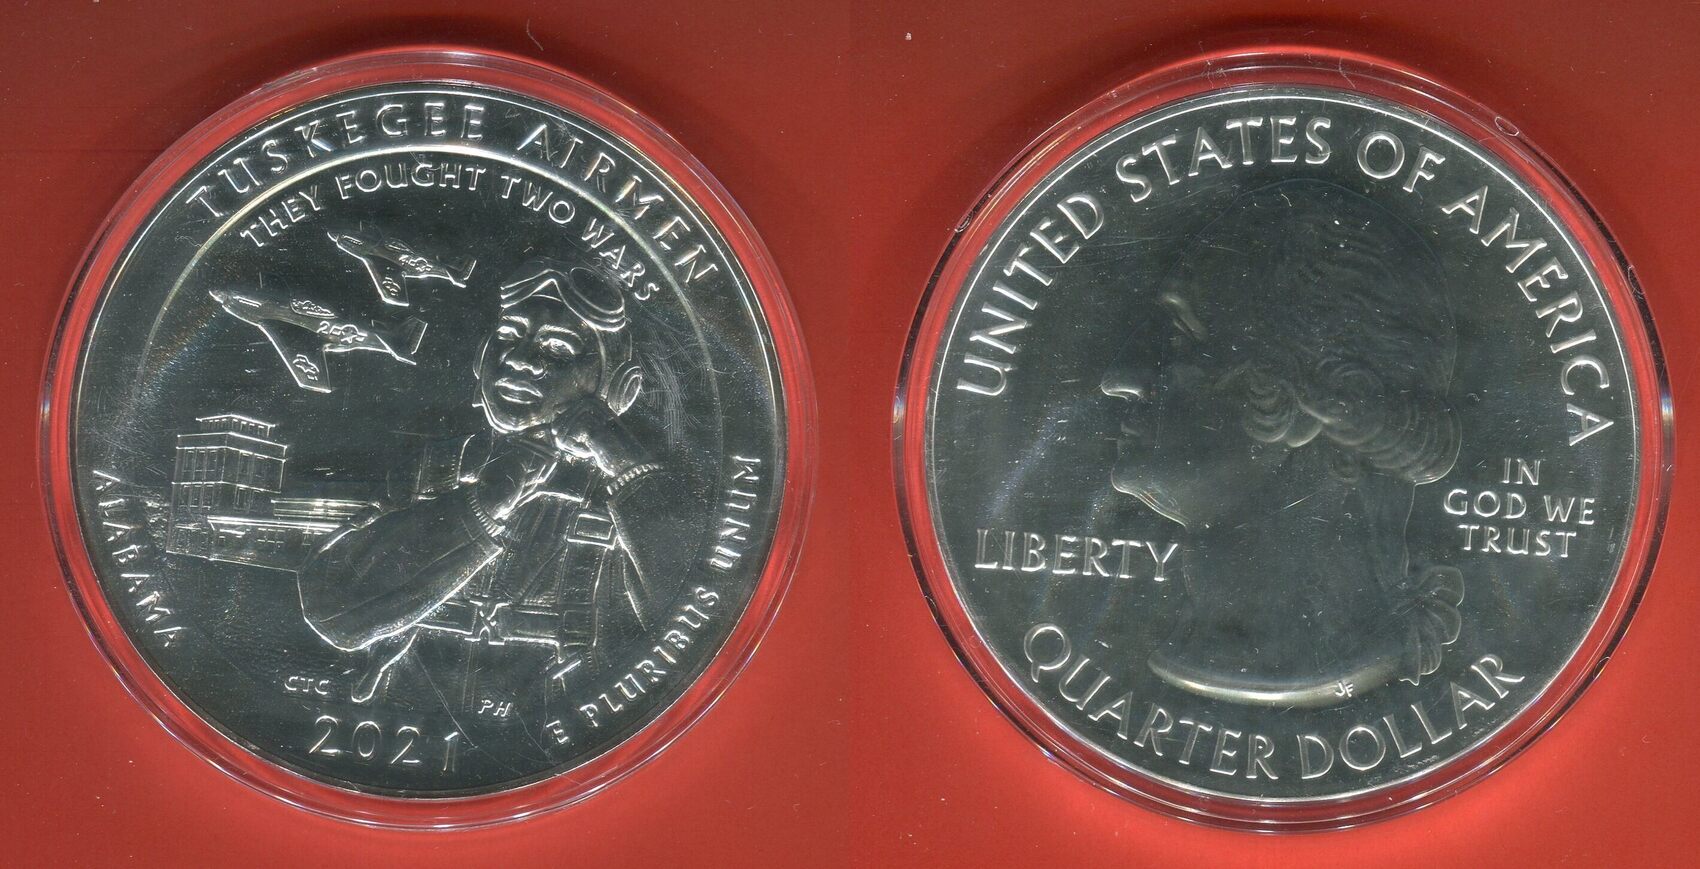 TUSKEGEE AIRMEN
THEY FOUGHT TWO WARS
2
ALABAMA
CTC
PH
2021
E PLURIBUS UNUM
UNITED STATES OF AMERICA
IN
GOD WE
TRUST
LIBERTY
JF
QUARTER DOLLAR